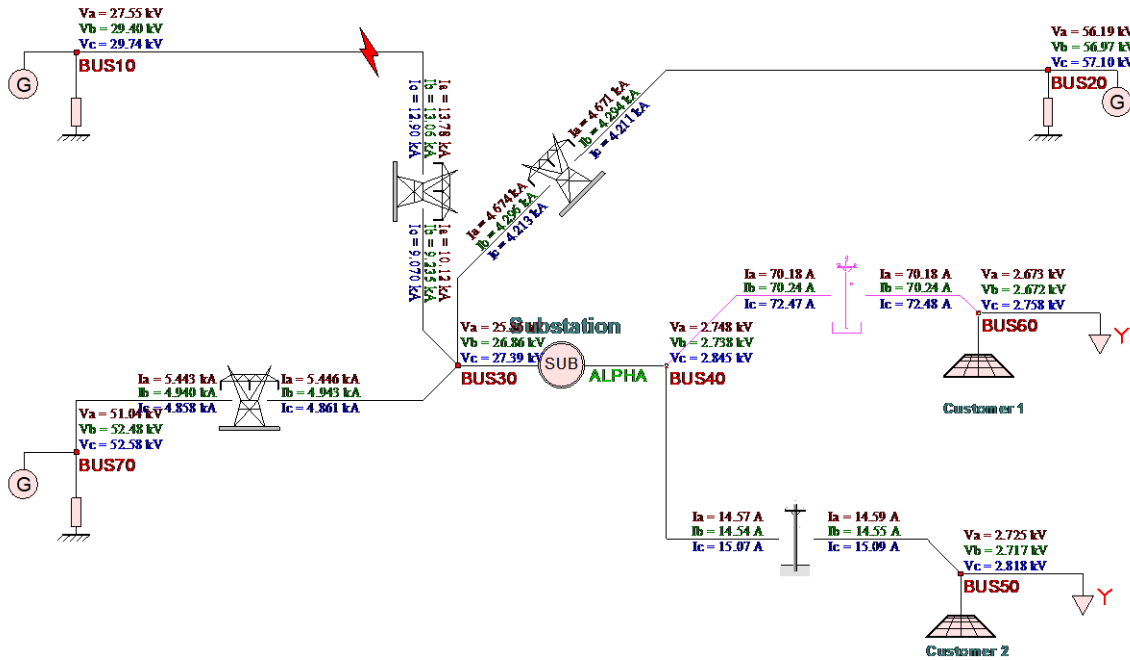 Va = 27.55 kV
Vb = 29.40 kV
Vc = 29.74 kV
BUS10
G
Va = 56.19 kV
Vb = 56.97 kV
Vc = 57.10 kV
BUS20
G
Ia = 13.78 kA
Ib = 13.06 kA
Ic = 12.90 kA
Ia = 4.671 kA
Ib = 4.294 kA
Ic = 4.211 kA
Ia = 4.674 kA
Ib = 4.296 kA
Ic = 4.213 kA
Ia = 10.12 kA
Ib = 9.235 kA
Ic = 9.070 kA
Ia = 70.18 A
Ib = 70.24 A
Ic = 72.47 A
Ia = 70.18 A
Ib = 70.24 A
Ic = 72.48 A
Va = 2.673 kV
Vb = 2.672 kV
Vc = 2.758 kV
BUS60
Y
Customer 1
Substation
kV
Vb = 26.86 kV
Vc = 27.39 kV
BUS30
SUB
ALPHA
Va = 2.748 kV
Vb = 2.738 kV
Vc = 2.845 kV
BUS40
Ia = 5.443 kA
Ib = 4.940 kA
Ic = 4.858 kA
Ia = 5.446 kA
Ib = 4.943 kA
Ic = 4.861 kA
Va = 51.04 kV
Vb = 52.48 kV
Vc = 52.58 kV
BUS70
G
Ia = 14.57 A
Ib = 14.54 A
Ic = 15.07 A
Ia = 14.59 A
Ib = 14.55 A
Ic = 15.09 A
Va = 2.725 kV
Vb = 2.717 kV
Vc = 2.818 kV
BUS50
Y
Customer 2